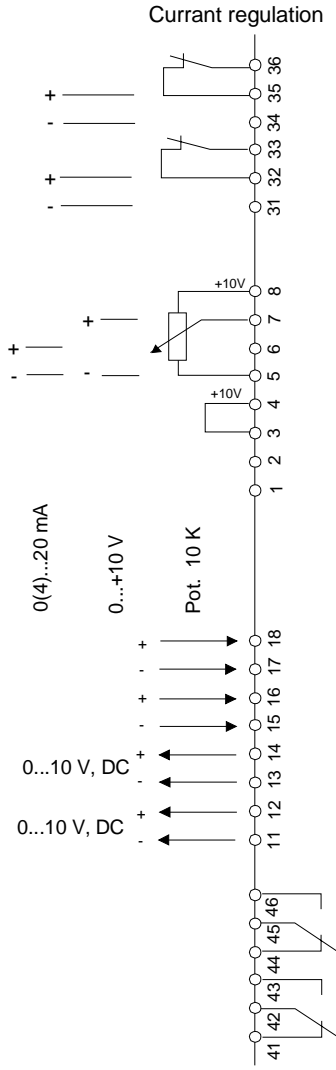 Currant regulation
36
+ 35
- 34
33
+ 32
- 31
+10V 8
+ 7
+ 6
- - 5
+10V 4
3
2
1
0(4)...20 mA
0...+10 V
Pot. 10 K
+ 18
- 17
+ 16
- 15
+ 14
0...10 V, DC
- 13
+ 12
0...10 V, DC
- 11
46
45
44
43
42
41